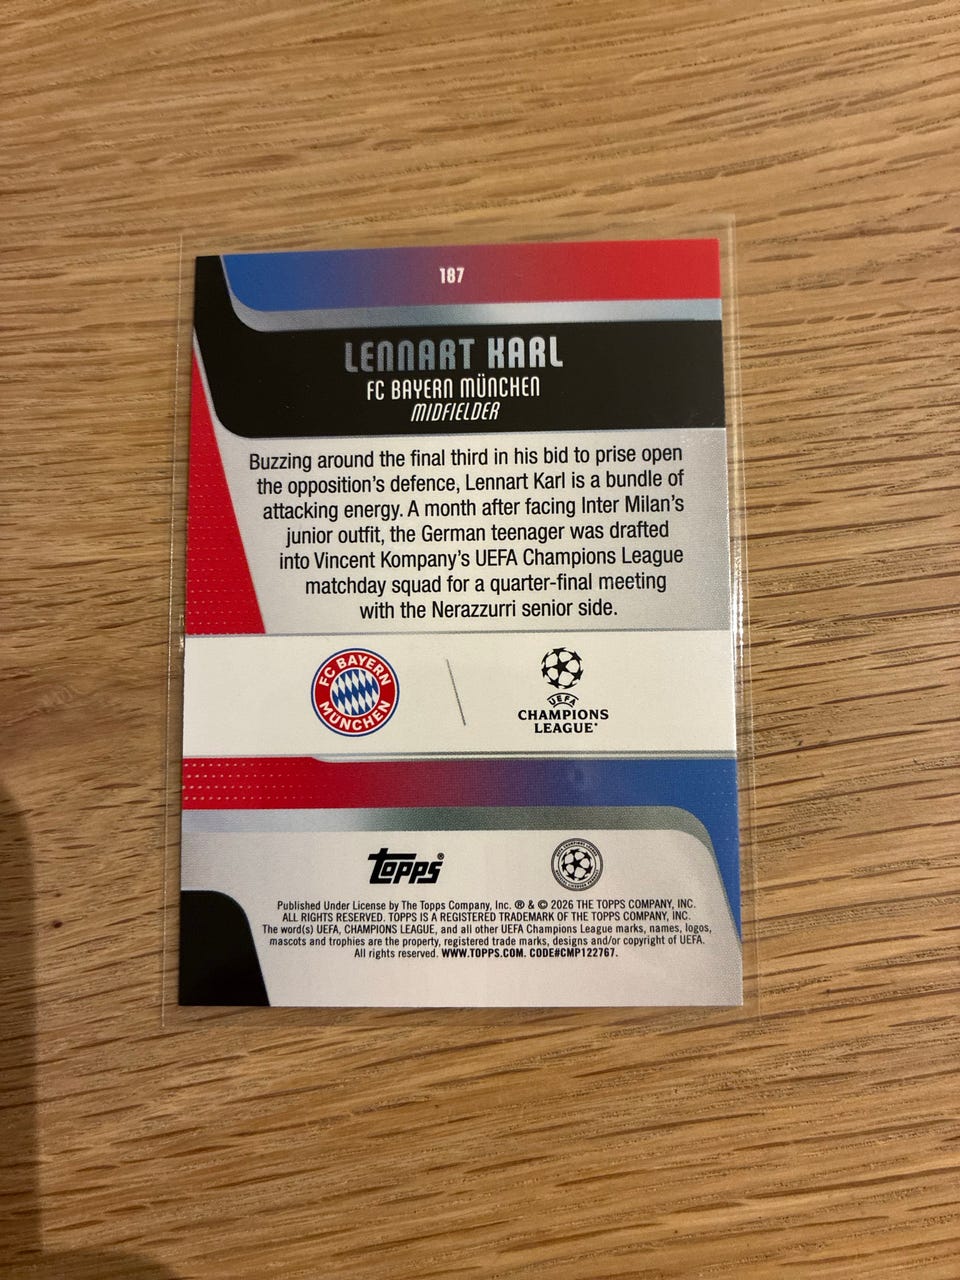 187
LENNART KARL
FC BAYERN MÜNCHEN
MIDFIELDER
Buzzing around the final third in his bid to prise open
the opposition's defence, Lennart Karl is a bundle of
attacking energy. A month after facing Inter Milan's
junior outfit, the German teenager was drafted
into Vincent Kompany's UEFA Champions League
matchday squad for a quarter-final meeting
with the Nerazzurri senior side.
FC BAYERN
MÜNCHEN
UEFA
CHAMPIONS
LEAGUE®
topps®
Published Under License by The Topps Company, Inc. ® & © 2026 THE TOPPS COMPANY, INC.
ALL RIGHTS RESERVED. TOPPS IS A REGISTERED TRADEMARK OF THE TOPPS COMPANY, INC.
The word(s) UEFA, CHAMPIONS LEAGUE, and all other UEFA Champions League marks, names, logos,
mascots and trophies are the property, registered trade marks, designs and/or copyright of UEFA.
All rights reserved. WWW.TOPPS.COM. CODE#CMP122767.